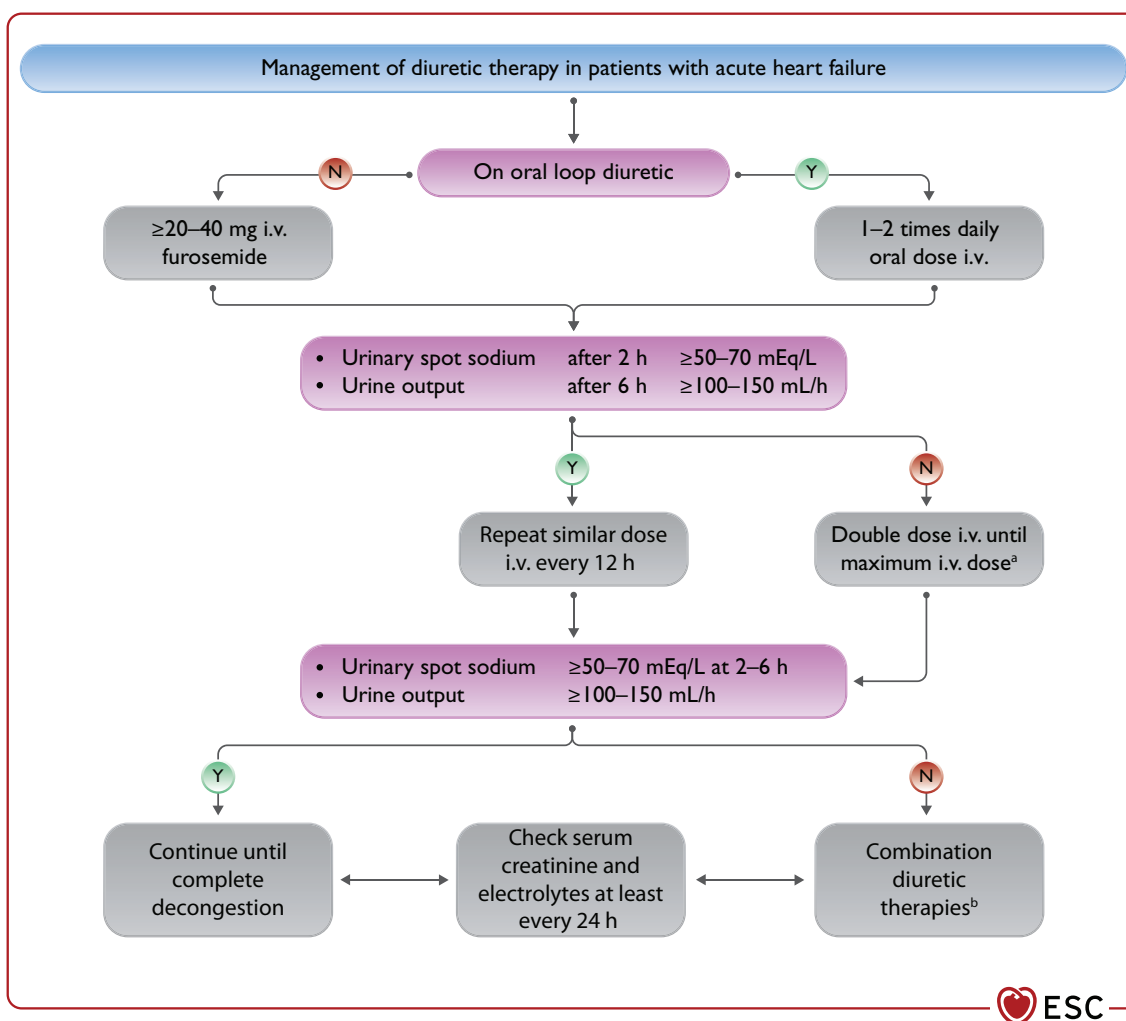 Management of diuretic therapy in patients with acute heart failure
On oral loop diuretic
N
Y
≥20–40 mg i.v.
furosemide
1–2 times daily
oral dose i.v.
• Urinary spot sodium after 2 h ≥50–70 mEq/L
• Urine output after 6 h ≥100–150 mL/h
Y
N
Repeat similar dose
i.v. every 12 h
Double dose i.v. until
maximum i.v. doseᵃ
• Urinary spot sodium ≥50–70 mEq/L at 2–6 h
• Urine output ≥100–150 mL/h
Y
N
Continue until
complete
decongestion
Check serum
creatinine and
electrolytes at least
every 24 h
Combination
diuretic
therapiesᵇ
ESC